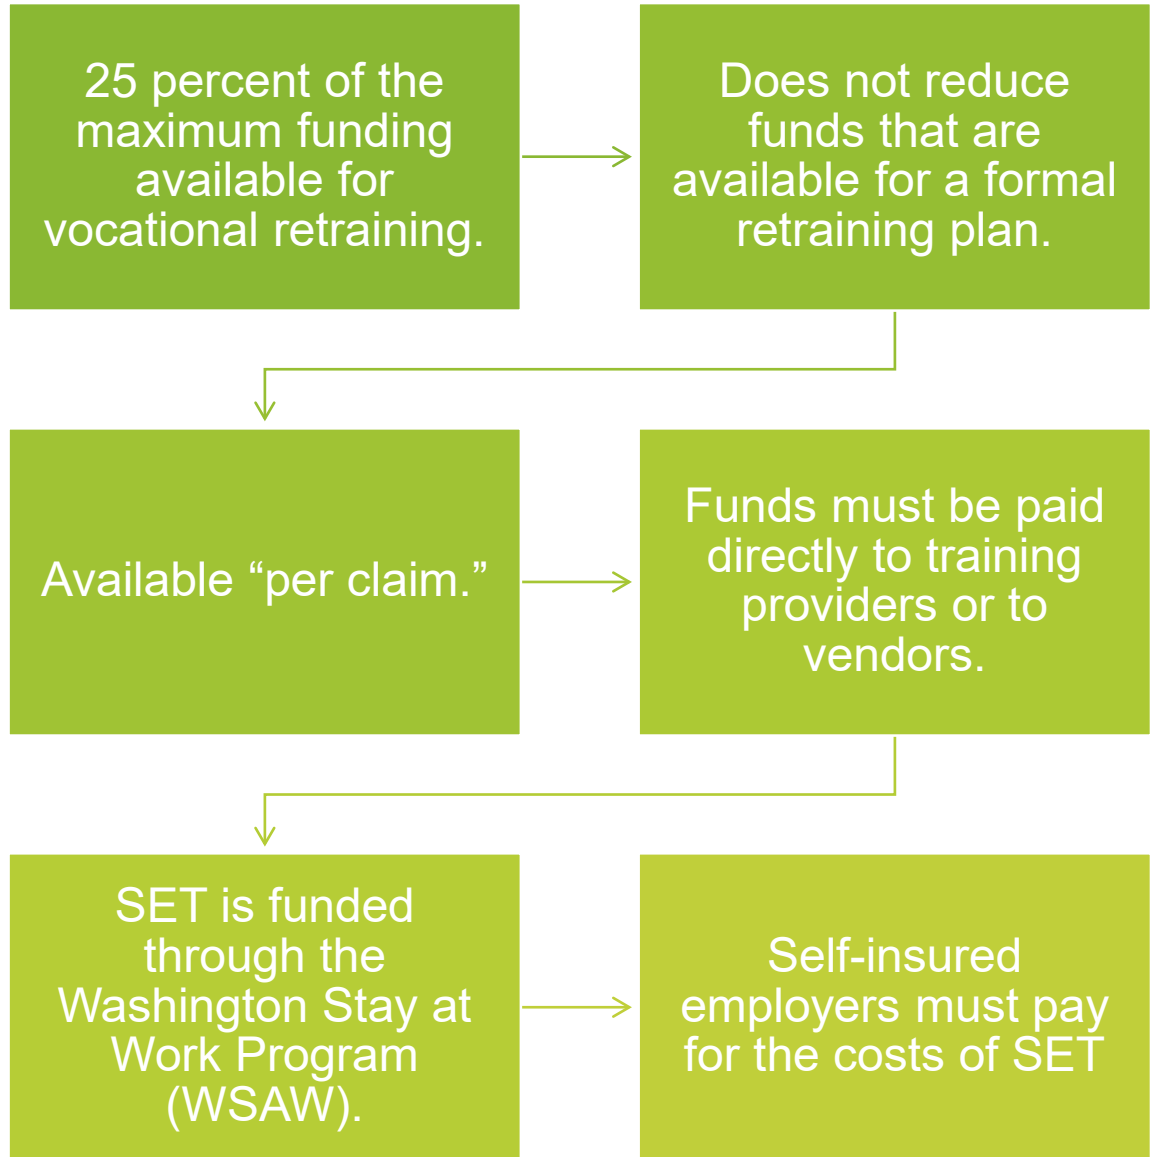 25 percent of the
maximum funding
available for
vocational retraining.
Does not reduce
funds that are
available for a formal
retraining plan.
Available “per claim.”
Funds must be paid
directly to training
providers or to
vendors.
SET is funded
through the
Washington Stay at
Work Program
(WSAW).
Self-insured
employers must pay
for the costs of SET